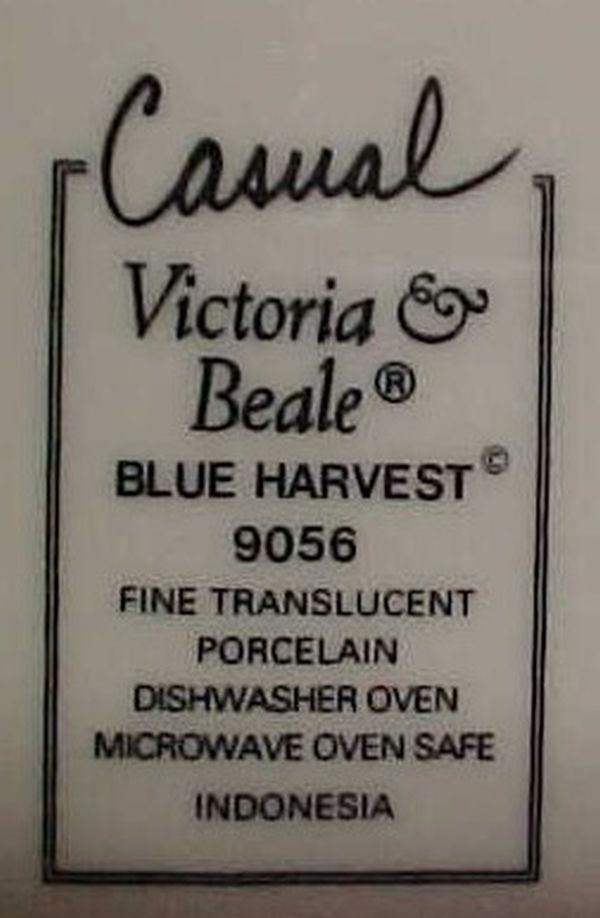 Casual
Victoria &
Beale®
BLUE HARVEST©
9056
FINE TRANSLUCENT
PORCELAIN
DISHWASHER OVEN
MICROWAVE OVEN SAFE
INDONESIA